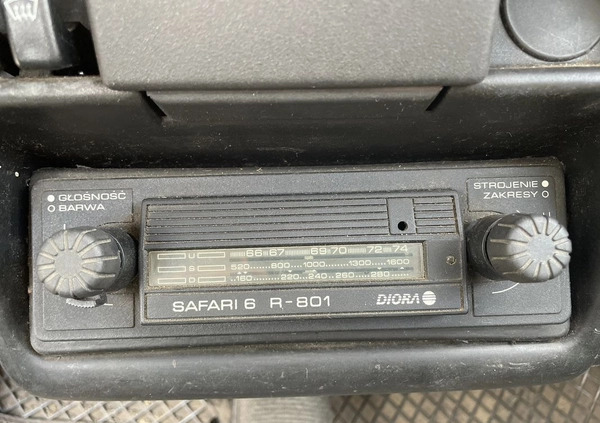 GŁOŚNOŚĆ
BARWA
STROJENIE
ZAKRESY
U 66 67 69 70 72 74
S 520 800 1000 1300 1600
D 160 220 240 260 280
SAFARI 6 R-801 DIORA